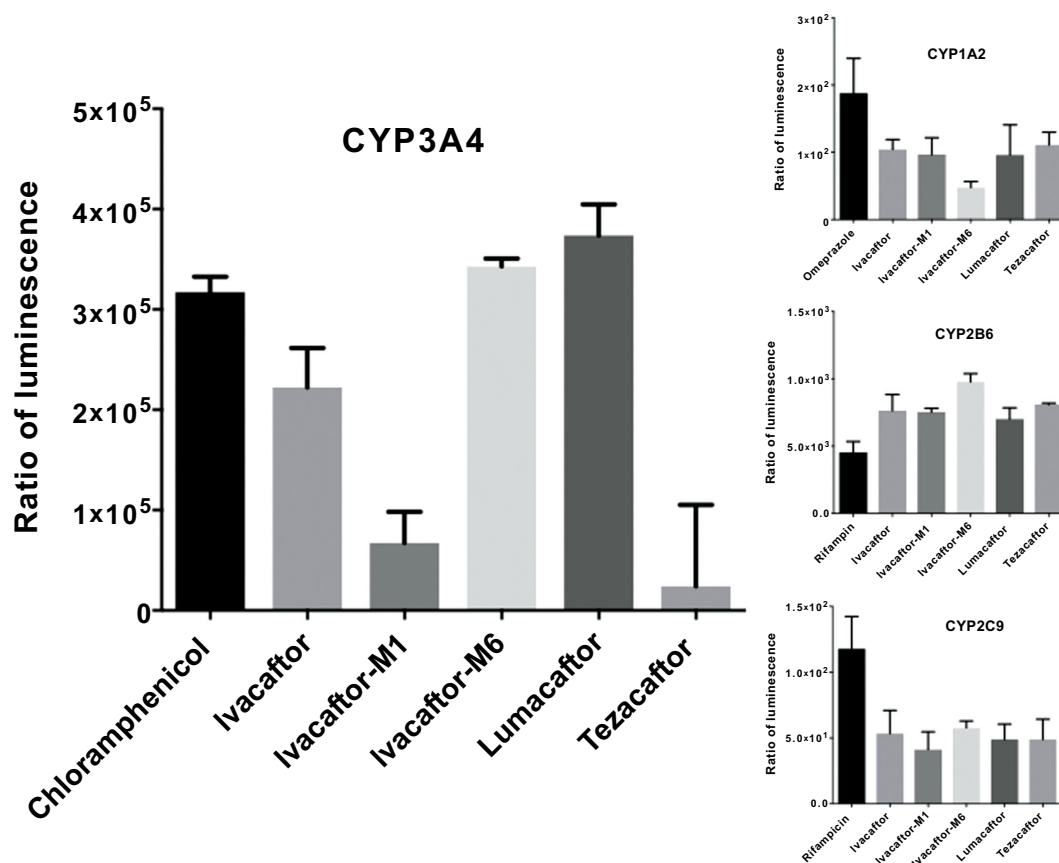 CYP3A4
Ratio of luminescence
5x10⁵
4x10⁵
3x10⁵
2x10⁵
1x10⁵
0
Chloramphenicol
Ivacaftor
Ivacaftor-M1
Ivacaftor-M6
Lumacaftor
Tezacaftor
CYP1A2
Ratio of luminescence
3×10²
2×10²
1×10²
0
Omeprazole
Ivacaftor
Ivacaftor-M1
Ivacaftor-M6
Lumacaftor
Tezacaftor
CYP2B6
Ratio of luminescence
1.5×10³
1.0×10³
5.0×10³
0.0
Rifampin
Ivacaftor
Ivacaftor-M1
Ivacaftor-M6
Lumacaftor
Tezacaftor
CYP2C9
Ratio of luminescence
1.5×10²
1.0×10²
5.0×10¹
0.0
Rifampicin
Ivacaftor
Ivacaftor-M1
Ivacaftor-M6
Lumacaftor
Tezacaftor